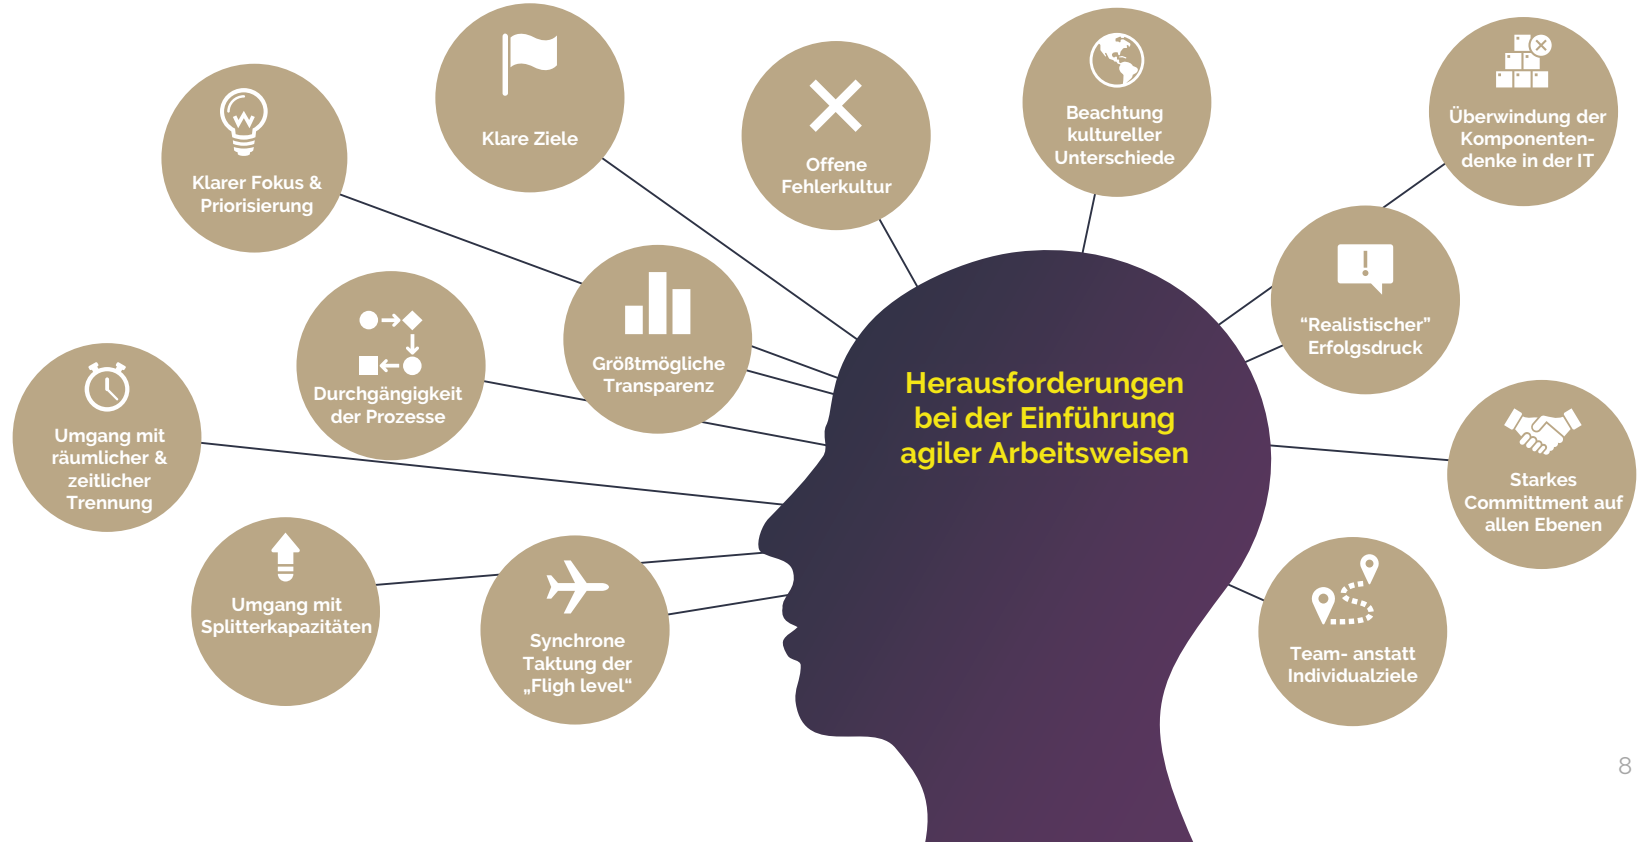 Klare Ziele
Klarer Fokus &
Priorisierung
Offene
Fehlerkultur
Beachtung
kultureller
Unterschiede
Überwindung der
Komponenten-
denke in der IT
"Realistischer"
Erfolgsdruck
Größtmögliche
Transparenz
Durchgängigkeit
der Prozesse
Umgang mit
räumlicher &
zeitlicher
Trennung
Herausforderungen
bei der Einführung
agiler Arbeitsweisen
Starkes
Committment auf
allen Ebenen
Umgang mit
Splitterkapazitäten
Synchrone
Taktung der
„Fligh level“
Team- anstatt
Individualziele
8